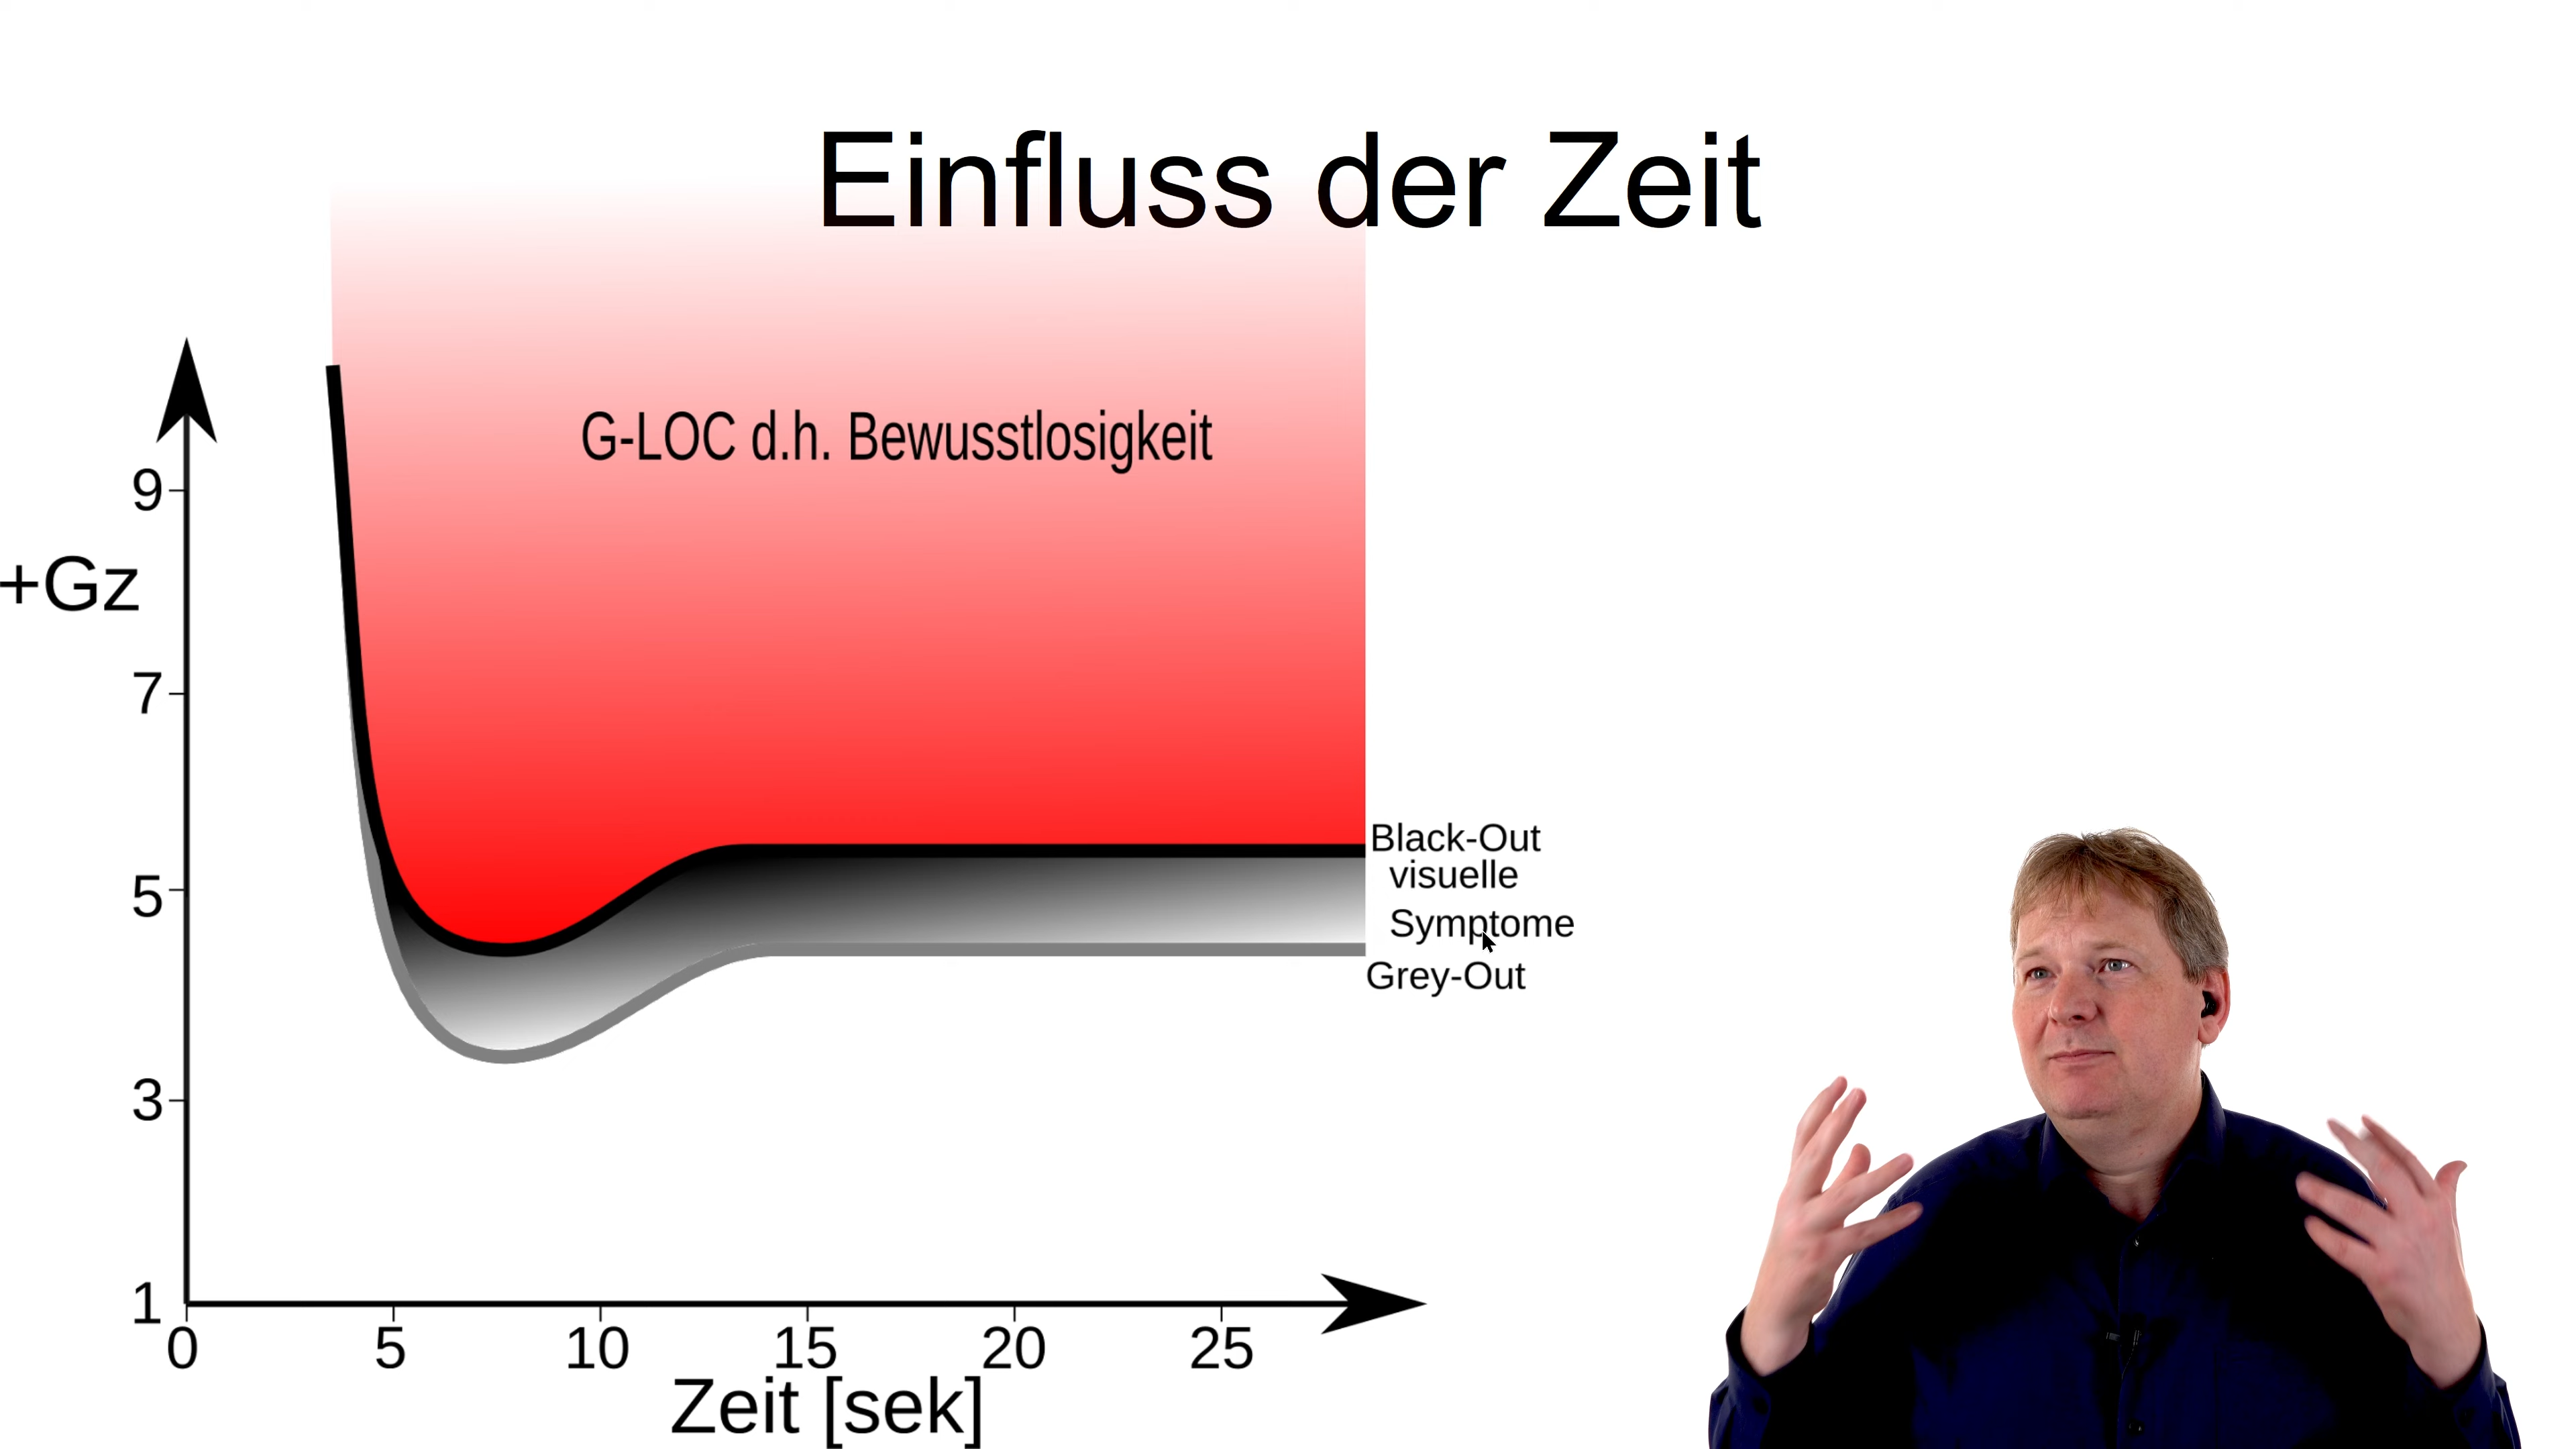 Einfluss der Zeit
G-LOC d.h. Bewusstlosigkeit
9
+Gz
7
5
3
1
Black-Out
visuelle
Symptome
Grey-Out
0 5 10 15 20 25
Zeit [sek]